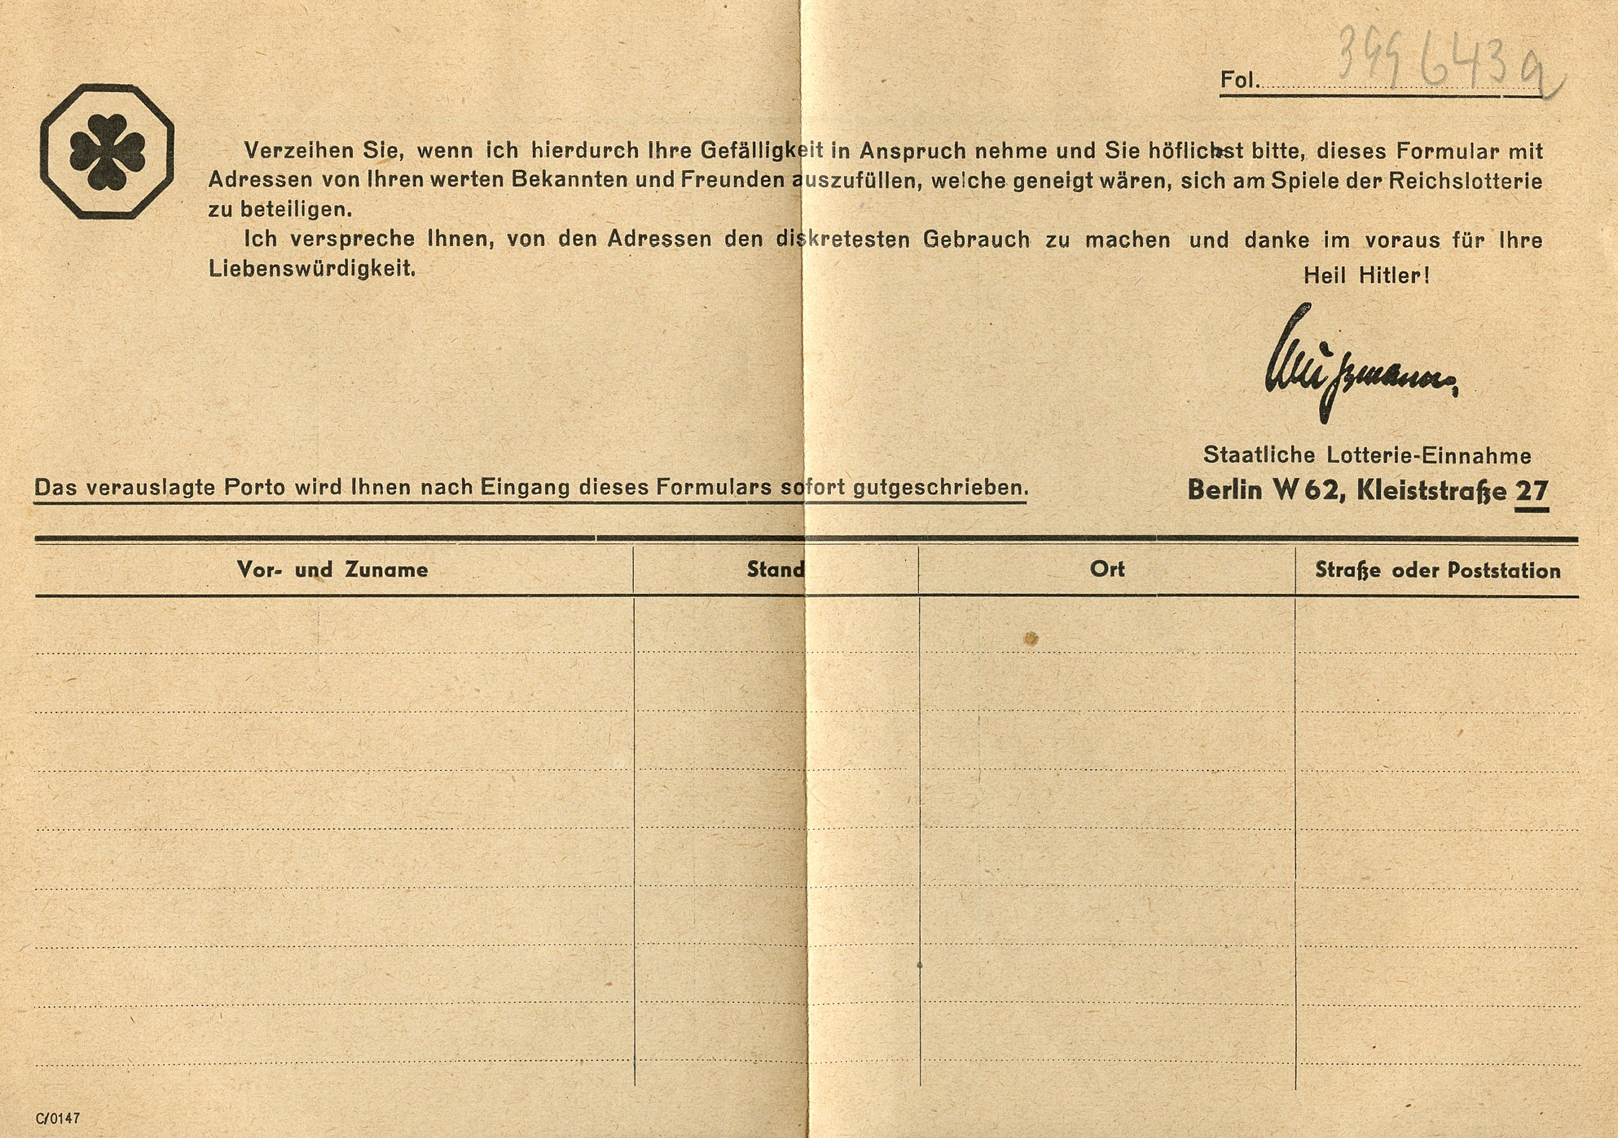 Fol. 399643a
Verzeihen Sie, wenn ich hierdurch Ihre Gefälligkeit in Anspruch nehme und Sie höflichst bitte, dieses Formular mit
Adressen von Ihren werten Bekannten und Freunden auszufüllen, welche geneigt wären, sich am Spiele der Reichslotterie
zu beteiligen.
Ich verspreche Ihnen, von den Adressen den diskretesten Gebrauch zu machen und danke im voraus für Ihre
Liebenswürdigkeit.
Heil Hitler!
Staatliche Lotterie-Einnahme
Berlin W 62, Kleiststraße 27
Das verauslagte Porto wird Ihnen nach Eingang dieses Formulars sofort gutgeschrieben.
Vor- und Zuname Stand Ort Straße oder Poststation
C/0147